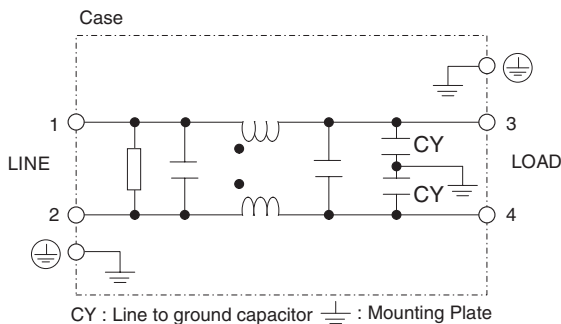 Case
1
3
CY
LINE
LOAD
CY
2
4
CY : Line to ground capacitor : Mounting Plate